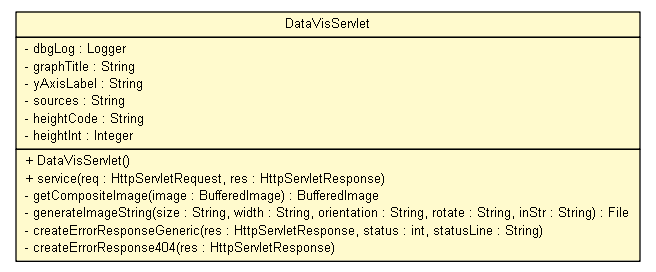 DataVisServlet
- dbgLog : Logger
- graphTitle : String
- yAxisLabel : String
- sources : String
- heightCode : String
- heightInt : Integer
+ DataVisServlet()
+ service(req : HttpServletRequest, res : HttpServletResponse)
- getCompositeImage(image : BufferedImage) : BufferedImage
- generateImageString(size : String, width : String, orientation : String, rotate : String, inStr : String) : File
- createErrorResponseGeneric(res : HttpServletResponse, status : int, statusLine : String)
- createErrorResponse404(res : HttpServletResponse)